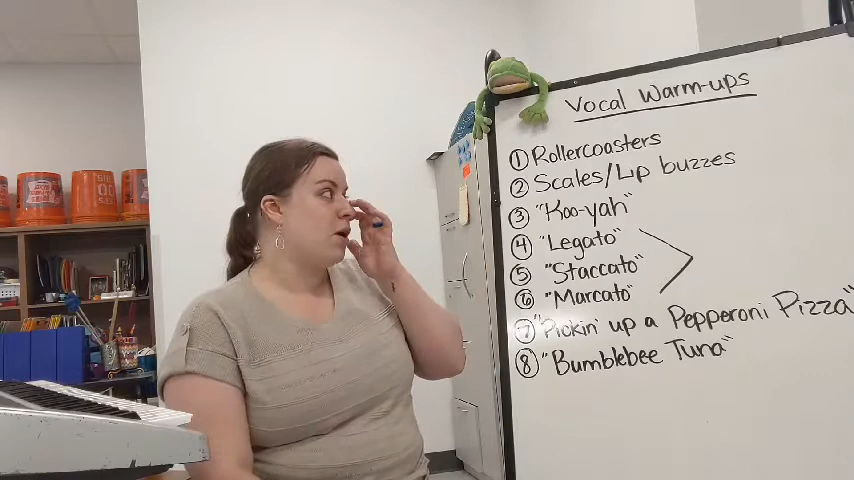 Vocal Warm-ups
① Rollercoasters
② Scales/Lip buzzes
③ "Koo-yah"
④ "Legato"
⑤ "Staccato"
⑥ "Marcato"
⑦ "Pickin' up a Pepperoni Pizza"
⑧ "Bumblebee Tuna"